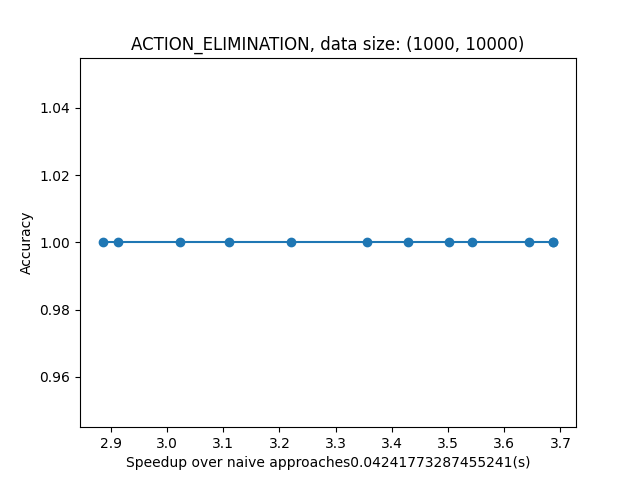 ACTION_ELIMINATION, data size: (1000, 10000)
1.04
1.02
1.00
0.98
0.96
Accuracy
2.9 3.0 3.1 3.2 3.3 3.4 3.5 3.6 3.7
Speedup over naive approaches0.04241773287455241(s)